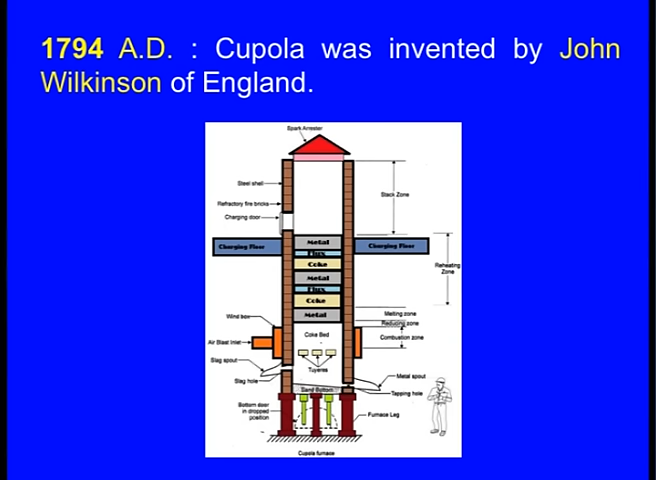 1794 A.D. : Cupola was invented by John
Wilkinson of England.
Spark Arrester
Steel shell
Stack Zone
Refractory fire bricks
Charging door
Charging Floor
Metal
Charging Floor
Flux
Coke
Preheating
Zone
Metal
Flux
Coke
Metal
Melting zone
Wind box
Reducing zone
Coke Bed
Combustion zone
Air Blast Inlet
Slag spout
Tuyeres
Metal spout
Slag hole
Sand Bottom
Tapping hole
Bottom door
in dropped
position
Furnace Leg
Cupola furnace